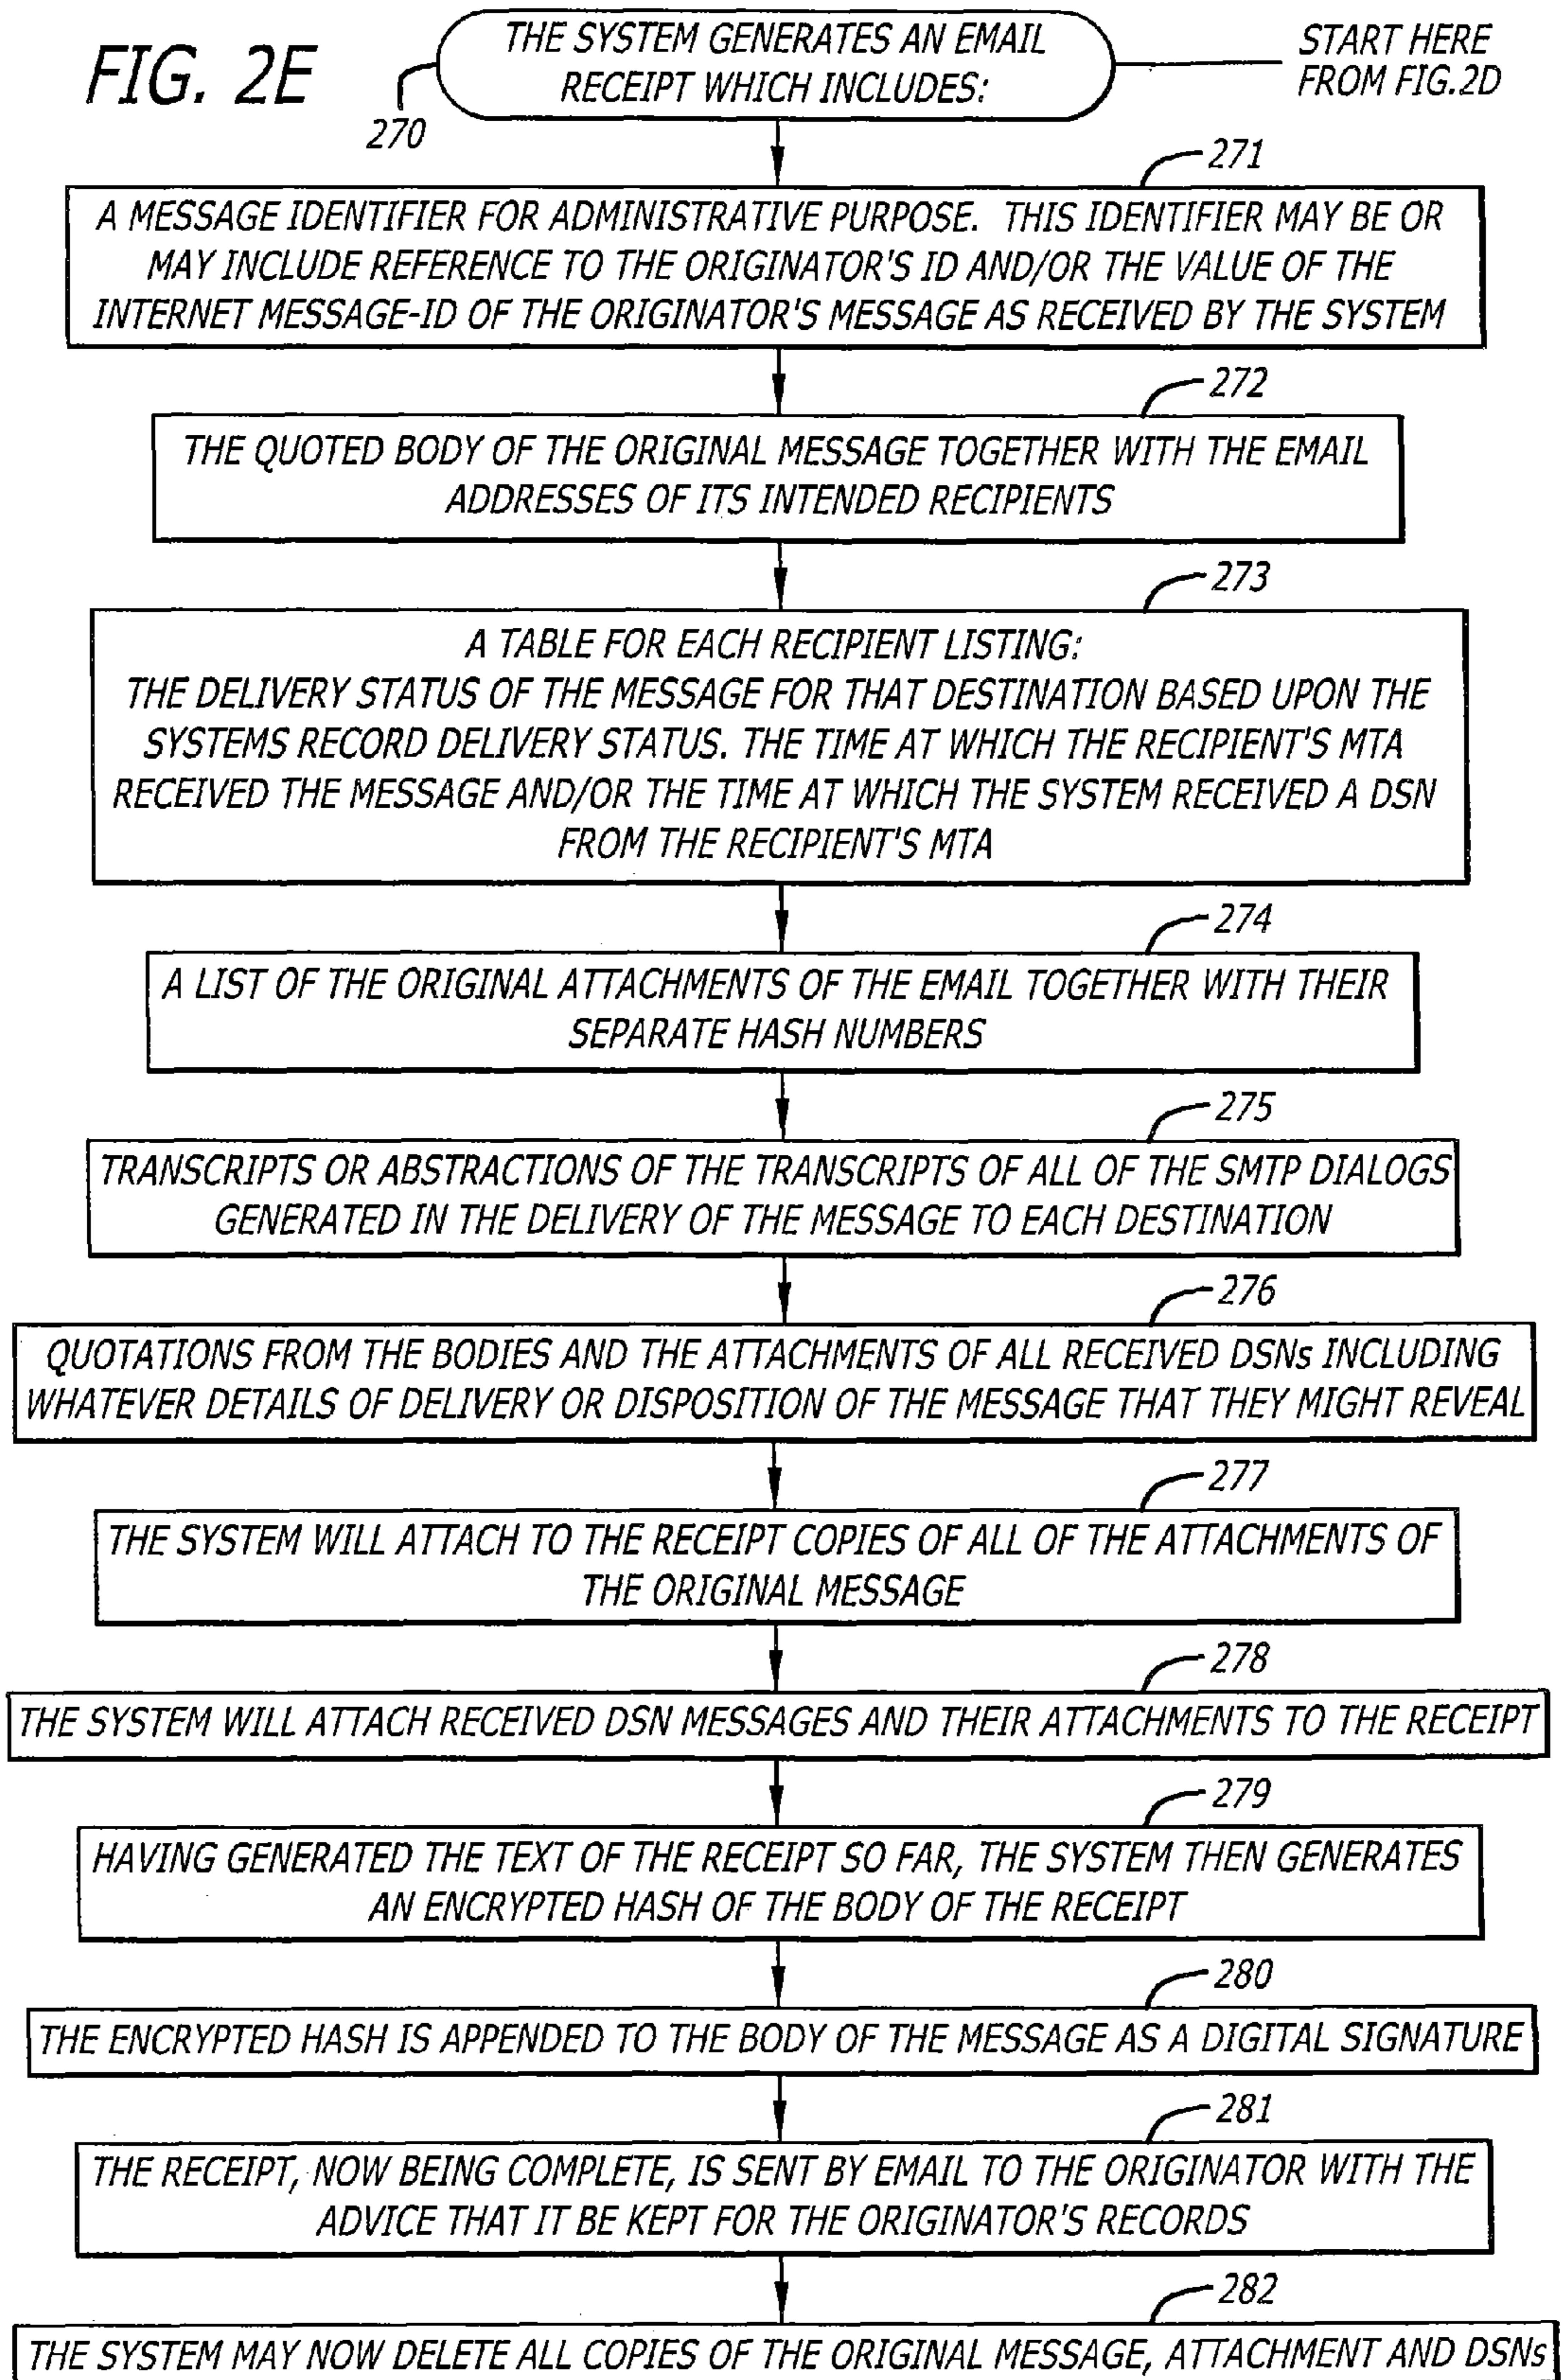 FIG. 2E
THE SYSTEM GENERATES AN EMAIL
RECEIPT WHICH INCLUDES:
START HERE
FROM FIG.2D
270
271
A MESSAGE IDENTIFIER FOR ADMINISTRATIVE PURPOSE. THIS IDENTIFIER MAY BE OR
MAY INCLUDE REFERENCE TO THE ORIGINATOR'S ID AND/OR THE VALUE OF THE
INTERNET MESSAGE-ID OF THE ORIGINATOR'S MESSAGE AS RECEIVED BY THE SYSTEM
272
THE QUOTED BODY OF THE ORIGINAL MESSAGE TOGETHER WITH THE EMAIL
ADDRESSES OF ITS INTENDED RECIPIENTS
273
A TABLE FOR EACH RECIPIENT LISTING:
THE DELIVERY STATUS OF THE MESSAGE FOR THAT DESTINATION BASED UPON THE
SYSTEMS RECORD DELIVERY STATUS. THE TIME AT WHICH THE RECIPIENT'S MTA
RECEIVED THE MESSAGE AND/OR THE TIME AT WHICH THE SYSTEM RECEIVED A DSN
FROM THE RECIPIENT'S MTA
274
A LIST OF THE ORIGINAL ATTACHMENTS OF THE EMAIL TOGETHER WITH THEIR
SEPARATE HASH NUMBERS
275
TRANSCRIPTS OR ABSTRACTIONS OF THE TRANSCRIPTS OF ALL OF THE SMTP DIALOGS
GENERATED IN THE DELIVERY OF THE MESSAGE TO EACH DESTINATION
276
QUOTATIONS FROM THE BODIES AND THE ATTACHMENTS OF ALL RECEIVED DSNs INCLUDING
WHATEVER DETAILS OF DELIVERY OR DISPOSITION OF THE MESSAGE THAT THEY MIGHT REVEAL
277
THE SYSTEM WILL ATTACH TO THE RECEIPT COPIES OF ALL OF THE ATTACHMENTS OF
THE ORIGINAL MESSAGE
278
THE SYSTEM WILL ATTACH RECEIVED DSN MESSAGES AND THEIR ATTACHMENTS TO THE RECEIPT
279
HAVING GENERATED THE TEXT OF THE RECEIPT SO FAR, THE SYSTEM THEN GENERATES
AN ENCRYPTED HASH OF THE BODY OF THE RECEIPT
280
THE ENCRYPTED HASH IS APPENDED TO THE BODY OF THE MESSAGE AS A DIGITAL SIGNATURE
281
THE RECEIPT, NOW BEING COMPLETE, IS SENT BY EMAIL TO THE ORIGINATOR WITH THE
ADVICE THAT IT BE KEPT FOR THE ORIGINATOR'S RECORDS
282
THE SYSTEM MAY NOW DELETE ALL COPIES OF THE ORIGINAL MESSAGE, ATTACHMENT AND DSNs